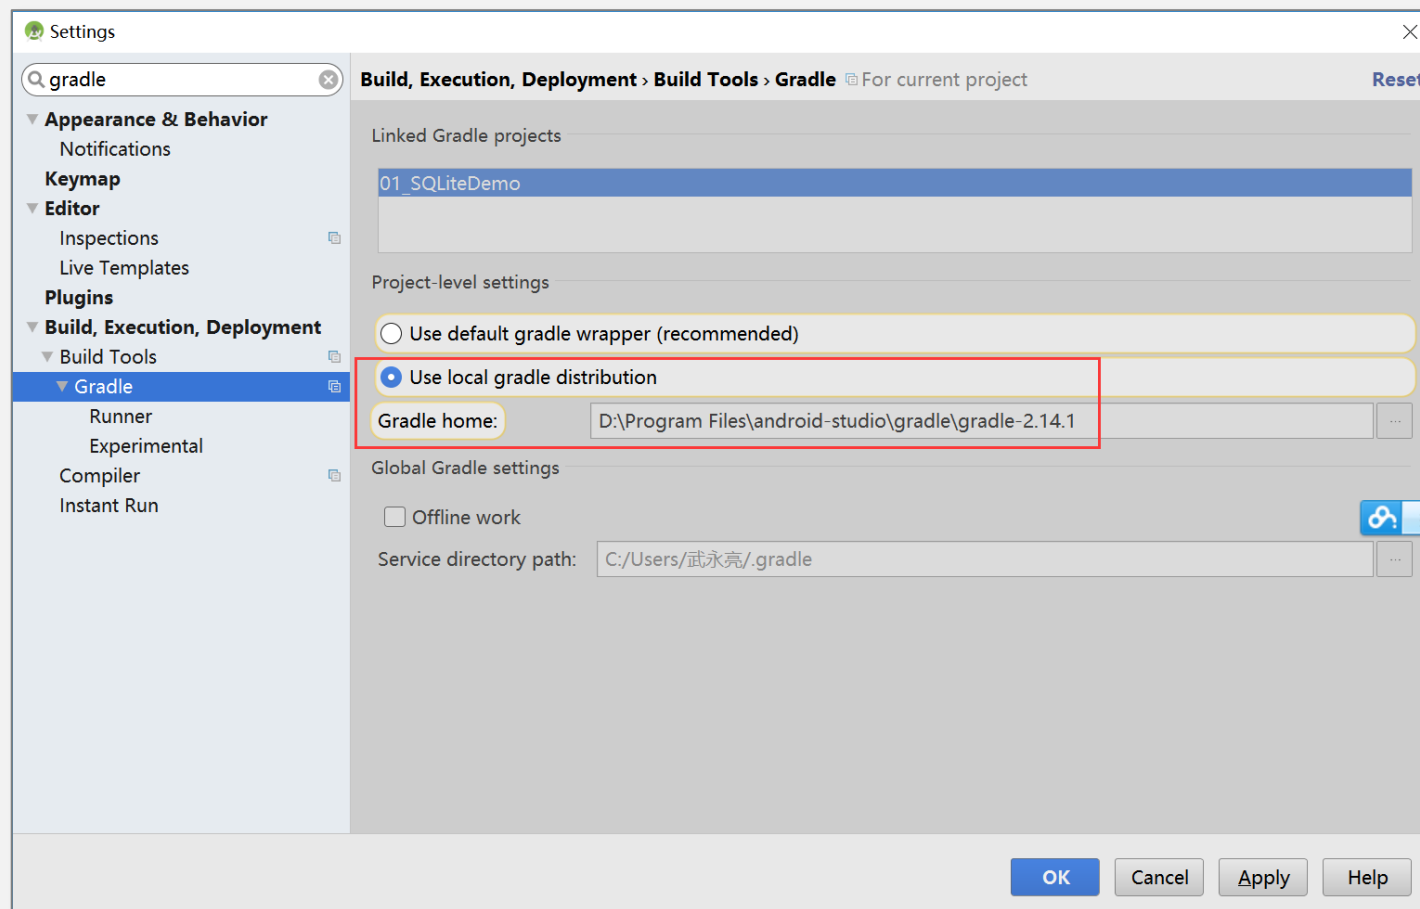 Settings
gradle
Build, Execution, Deployment › Build Tools › Gradle For current project Reset
Appearance & Behavior
Notifications
Keymap
Editor
Inspections
Live Templates
Plugins
Build, Execution, Deployment
Build Tools
Gradle
Runner
Experimental
Compiler
Instant Run
Linked Gradle projects
01_SQLiteDemo
Project-level settings
Use default gradle wrapper (recommended)
Use local gradle distribution
Gradle home: D:\Program Files\android-studio\gradle\gradle-2.14.1 ...
Global Gradle settings
Offline work
Service directory path: C:/Users/武永亮/.gradle ...
OK Cancel Apply Help